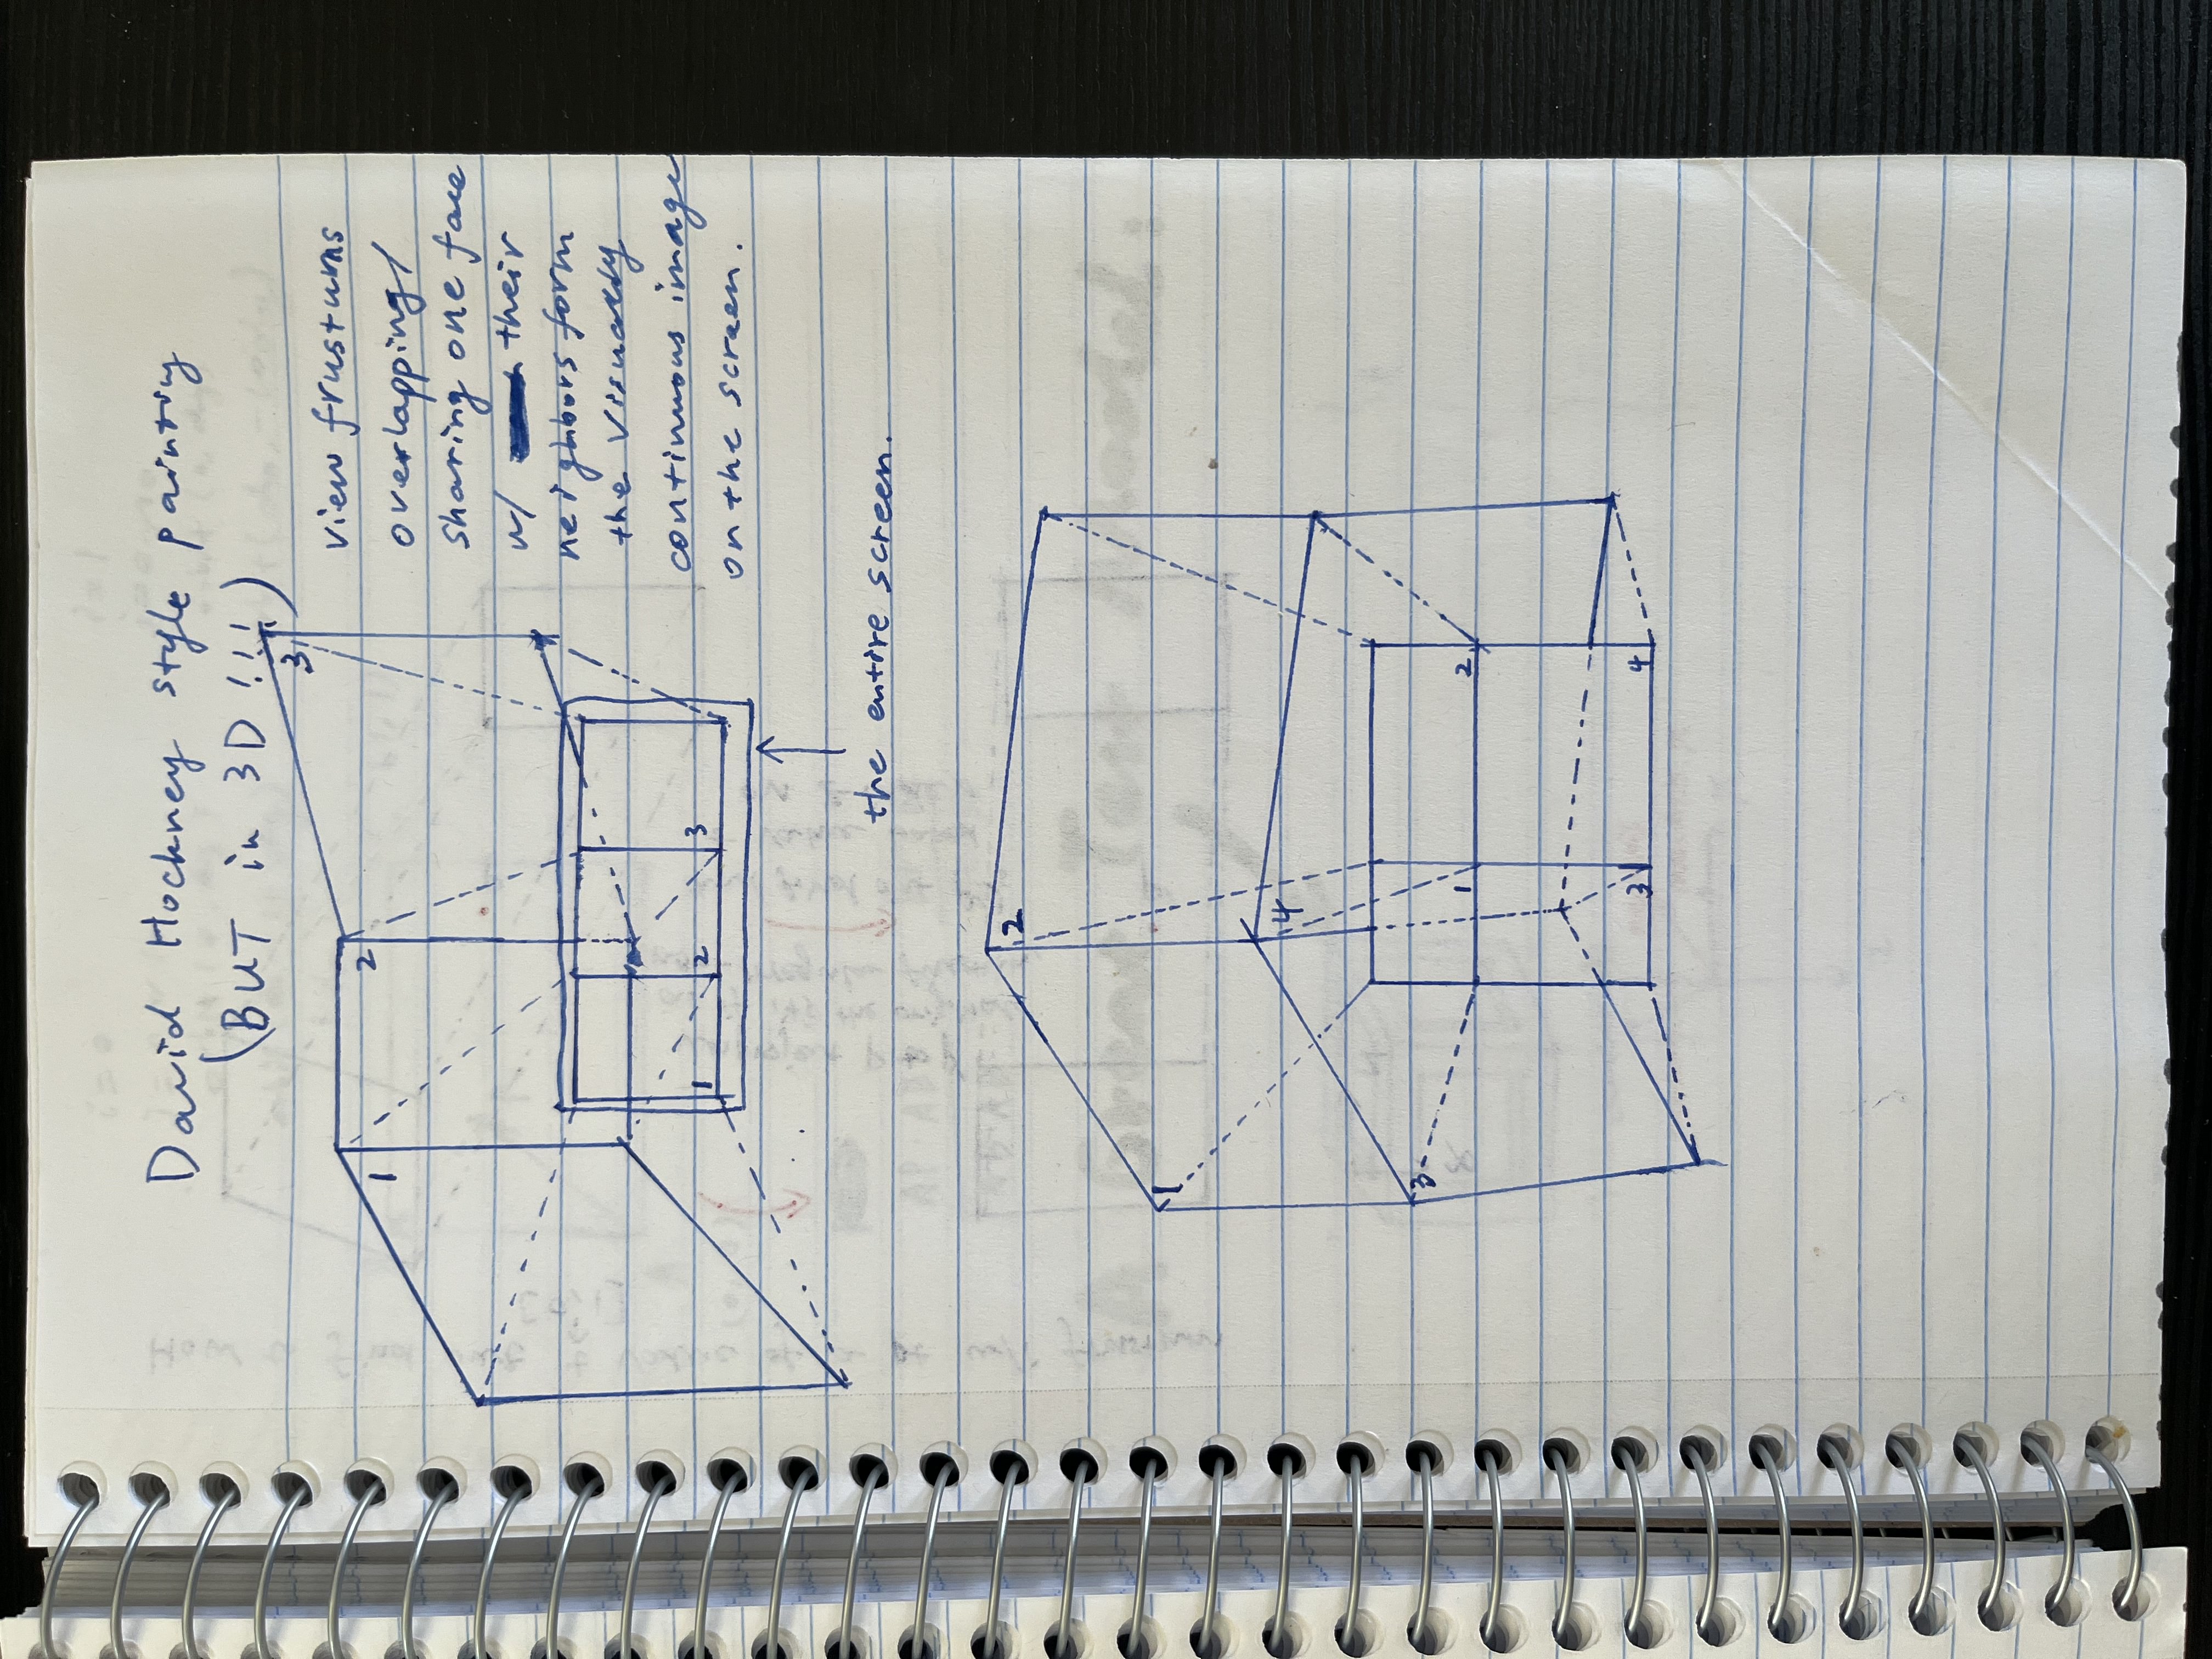 David Hockney style painting
(BUT in 3D!!!)
1
2
3
view frustums
overlapping/
sharing one face
w/ their
neighbors form
the visually
continuous image
on the screen.
1
2
3
the entire screen.
2
1
4
3
1
2
3
4